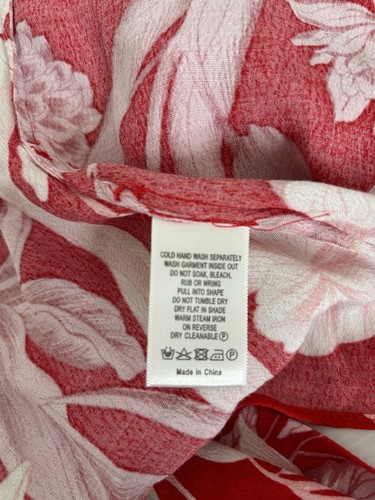 COLD HAND WASH SEPARATELY
WASH GARMENT INSIDE OUT
DO NOT SOAK, BLEACH,
RUB OR WRING
PULL INTO SHAPE
DO NOT TUMBLE DRY
DRY FLAT IN SHADE
WARM STEAM IRON
ON REVERSE
DRY CLEANABLE Ⓟ
Ⓟ
Made in China